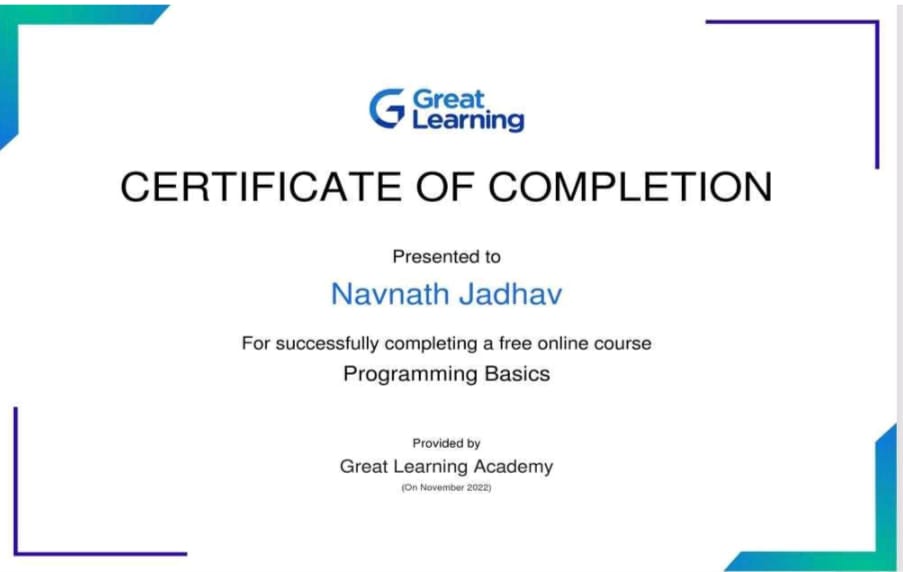 Great
Learning
CERTIFICATE OF COMPLETION
Presented to
Navnath Jadhav
For successfully completing a free online course
Programming Basics
Provided by
Great Learning Academy
(On November 2022)